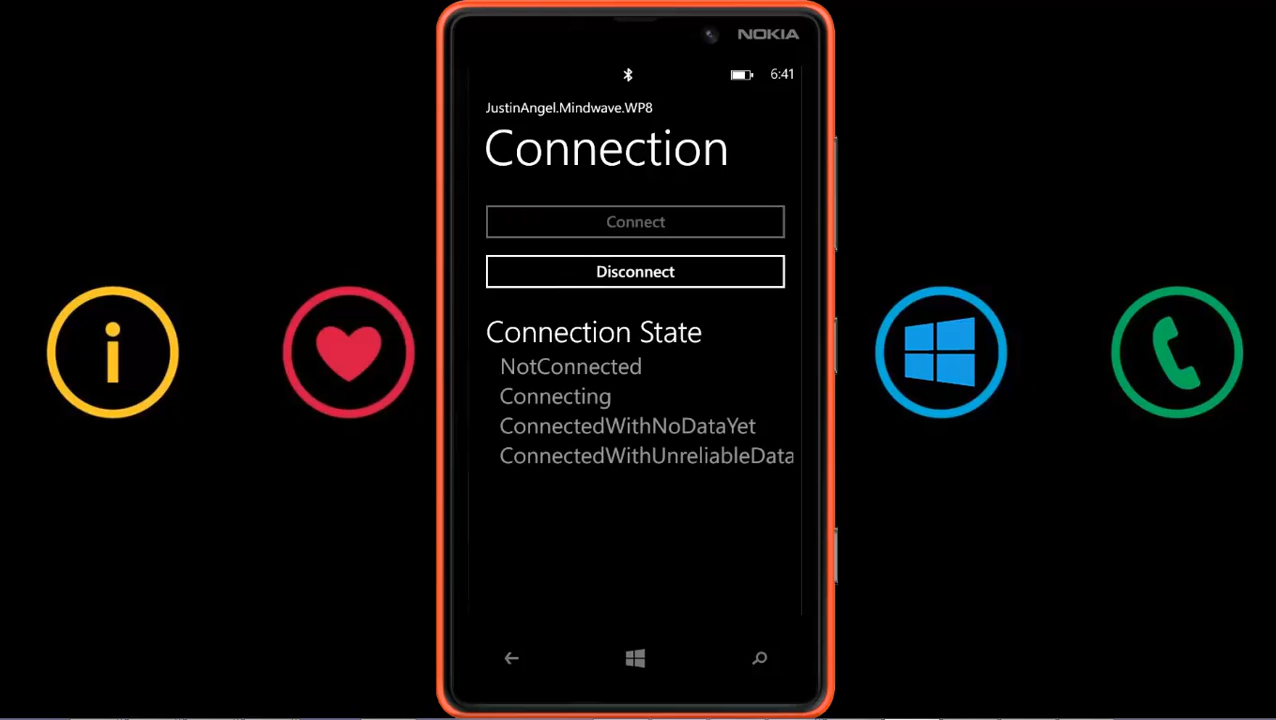 NOKIA
6:41
JustinAngel.Mindwave.WP8
Connection
Connect
Disconnect
Connection State
NotConnected
Connecting
ConnectedWithNoDataYet
ConnectedWithUnreliableData